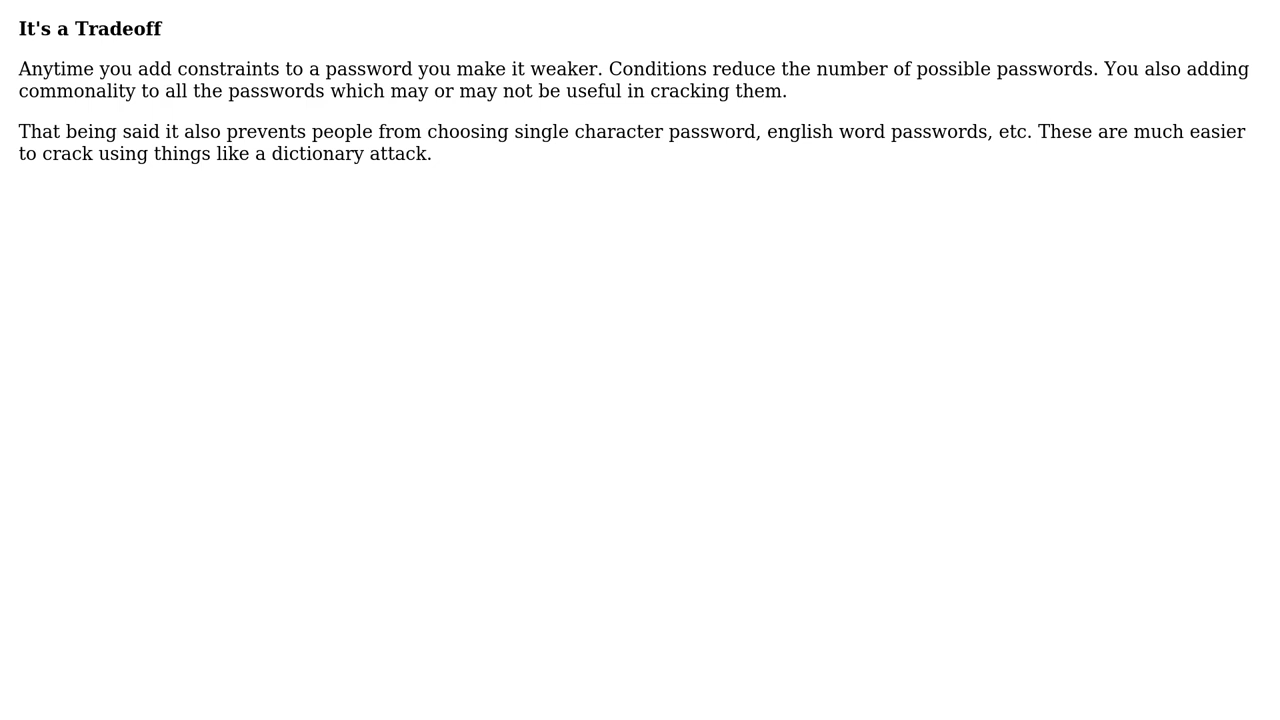 It's a Tradeoff
Anytime you add constraints to a password you make it weaker. Conditions reduce the number of possible passwords. You also adding
commonality to all the passwords which may or may not be useful in cracking them.
That being said it also prevents people from choosing single character password, english word passwords, etc. These are much easier
to crack using things like a dictionary attack.